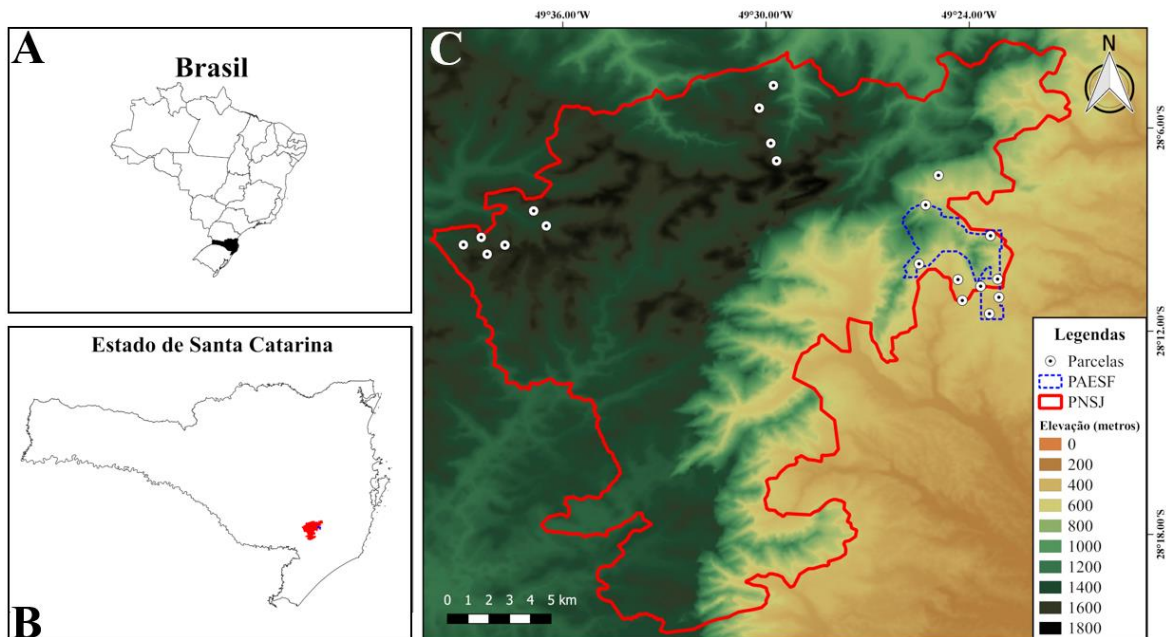 A
Brasil
B
Estado de Santa Catarina
C
49°36.00'W
49°30.00'W
49°24.00'W
N
28°6.00'S
28°12.00'S
28°18.00'S
Legendas
Parcelas
PAESF
PNSJ
Elevação (metros)
0
200
400
600
800
1000
1200
1400
1600
1800
0 1 2 3 4 5 km